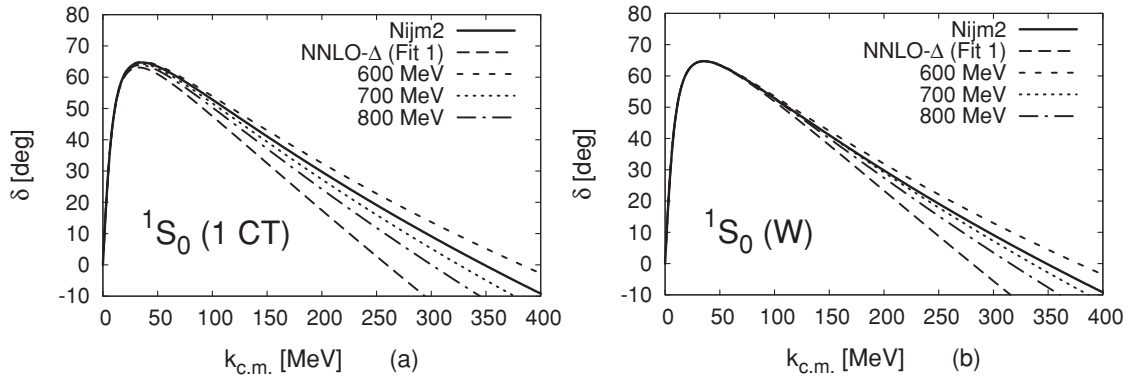 δ [deg]
80
70
60
50
40
30
20
10
0
-10
Nijm2
NNLO-Δ (Fit 1)
600 MeV
700 MeV
800 MeV
¹S₀ (1 CT)
0 50 100 150 200 250 300 350 400
k_c.m. [MeV] (a)
δ [deg]
80
70
60
50
40
30
20
10
0
-10
Nijm2
NNLO-Δ (Fit 1)
600 MeV
700 MeV
800 MeV
¹S₀ (W)
0 50 100 150 200 250 300 350 400
k_c.m. [MeV] (b)